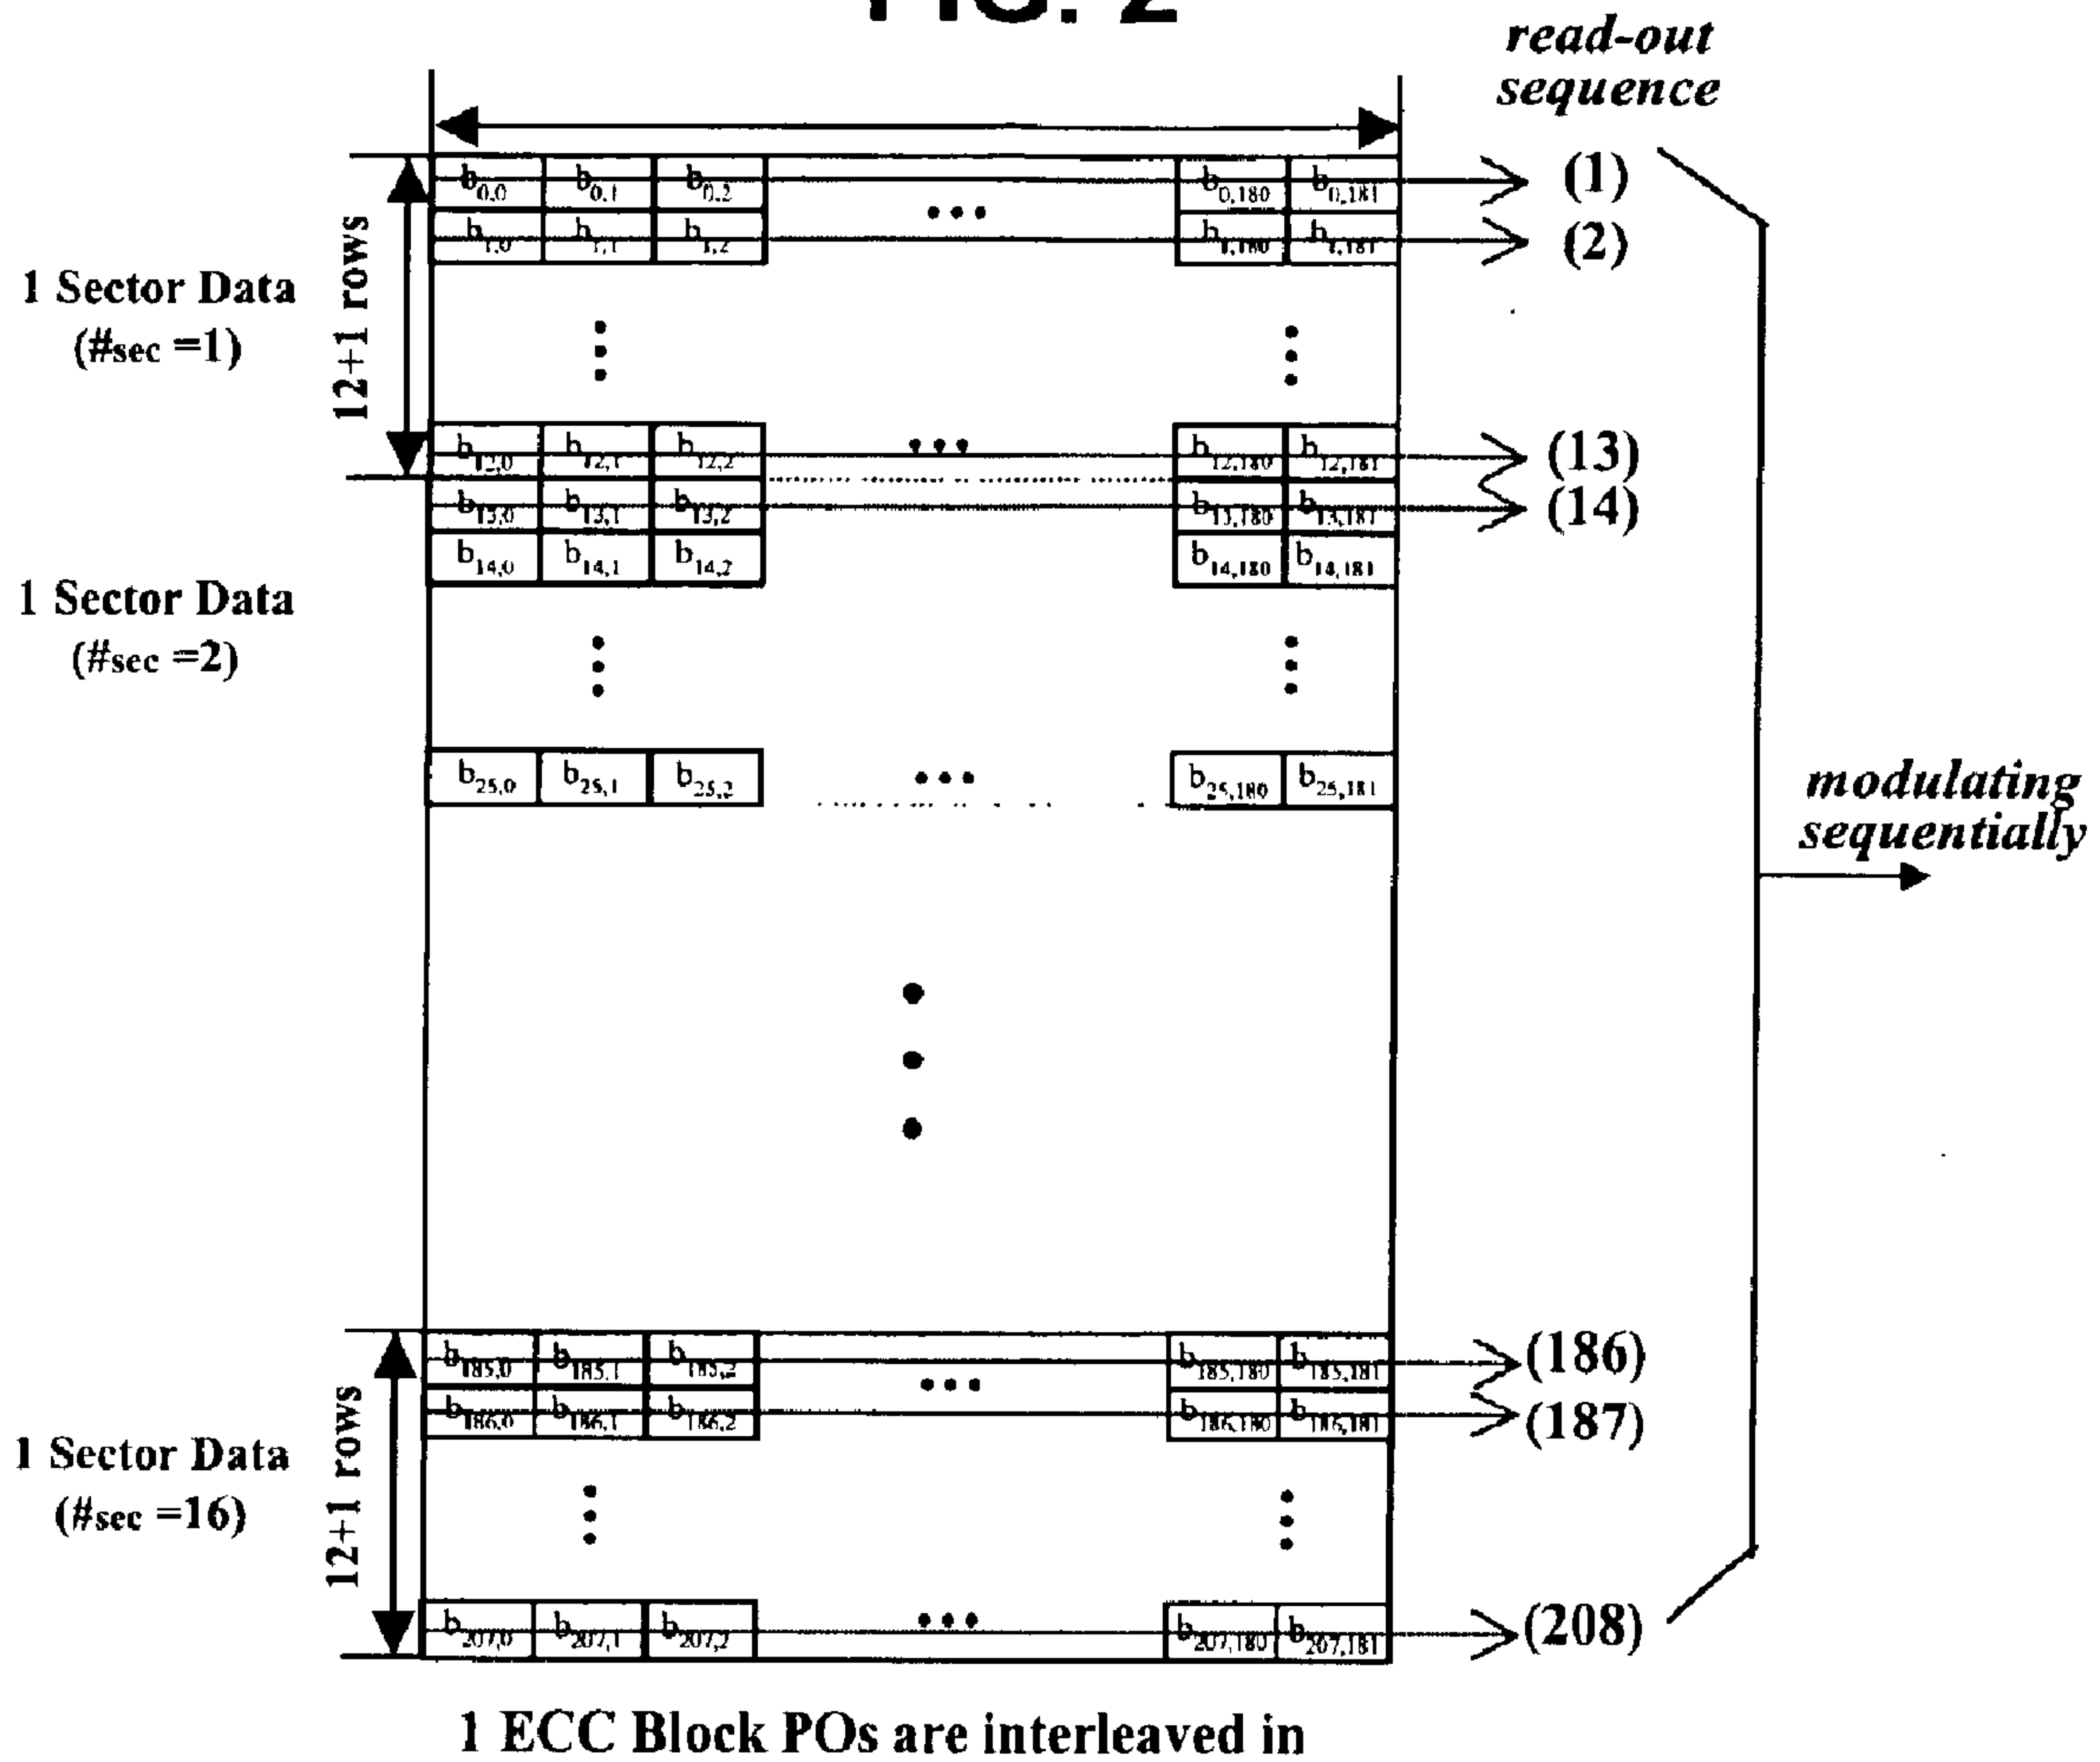 FIG. 2
read-out
sequence
b0,0 b0,1 b0,2 ... b0,180 b0,181 (1)
b1,0 b1,1 b1,2 b1,180 b1,181 (2)
1 Sector Data
(#sec =1)
12+1 rows
b12,0 b12,1 b12,2 ... b12,180 b12,181 (13)
b13,0 b13,1 b13,2 b13,180 b13,181 (14)
b14,0 b14,1 b14,2 b14,180 b14,181
1 Sector Data
(#sec =2)
b25,0 b25,1 b25,2 ... b25,180 b25,181
modulating
sequentially
b185,0 b185,1 b185,2 ... b185,180 b185,181 (186)
b186,0 b186,1 b186,2 b186,180 b186,181 (187)
1 Sector Data
(#sec =16)
12+1 rows
b207,0 b207,1 b207,2 ... b207,180 b207,181 (208)
1 ECC Block POs are interleaved in